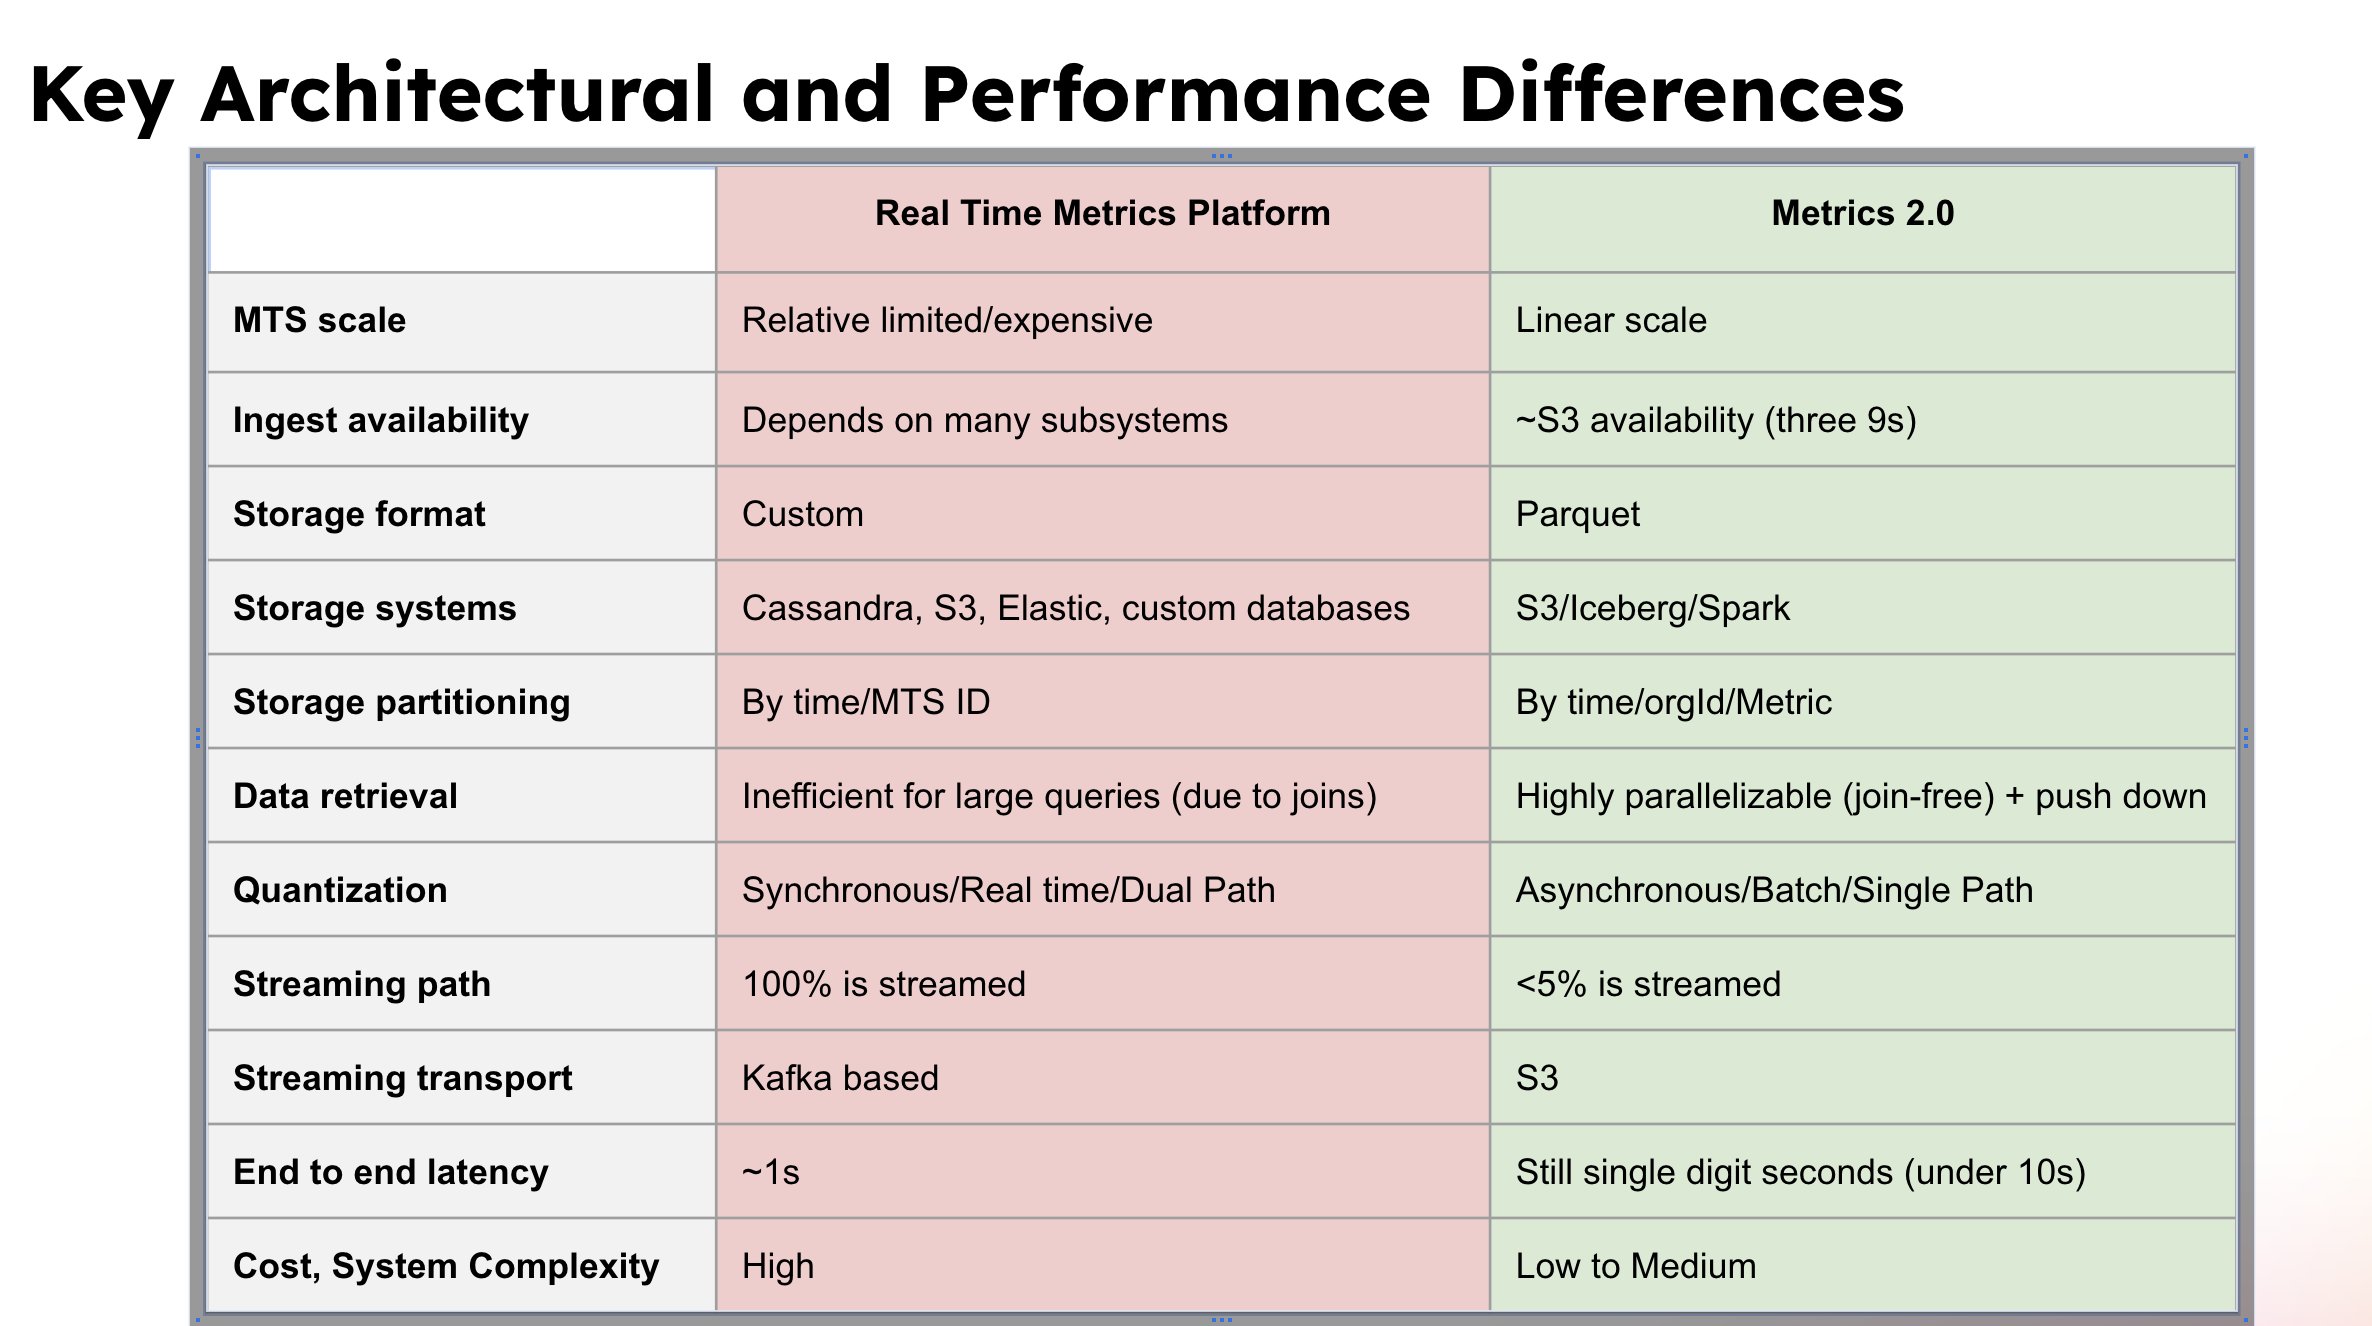 Key Architectural and Performance Differences
Real Time Metrics Platform
Metrics 2.0
MTS scale
Relative limited/expensive
Linear scale
Ingest availability
Depends on many subsystems
~S3 availability (three 9s)
Storage format
Custom
Parquet
Storage systems
Cassandra, S3, Elastic, custom databases
S3/Iceberg/Spark
Storage partitioning
By time/MTS ID
By time/orgId/Metric
Data retrieval
Inefficient for large queries (due to joins)
Highly parallelizable (join-free) + push down
Quantization
Synchronous/Real time/Dual Path
Asynchronous/Batch/Single Path
Streaming path
100% is streamed
<5% is streamed
Streaming transport
Kafka based
S3
End to end latency
~1s
Still single digit seconds (under 10s)
Cost, System Complexity
High
Low to Medium